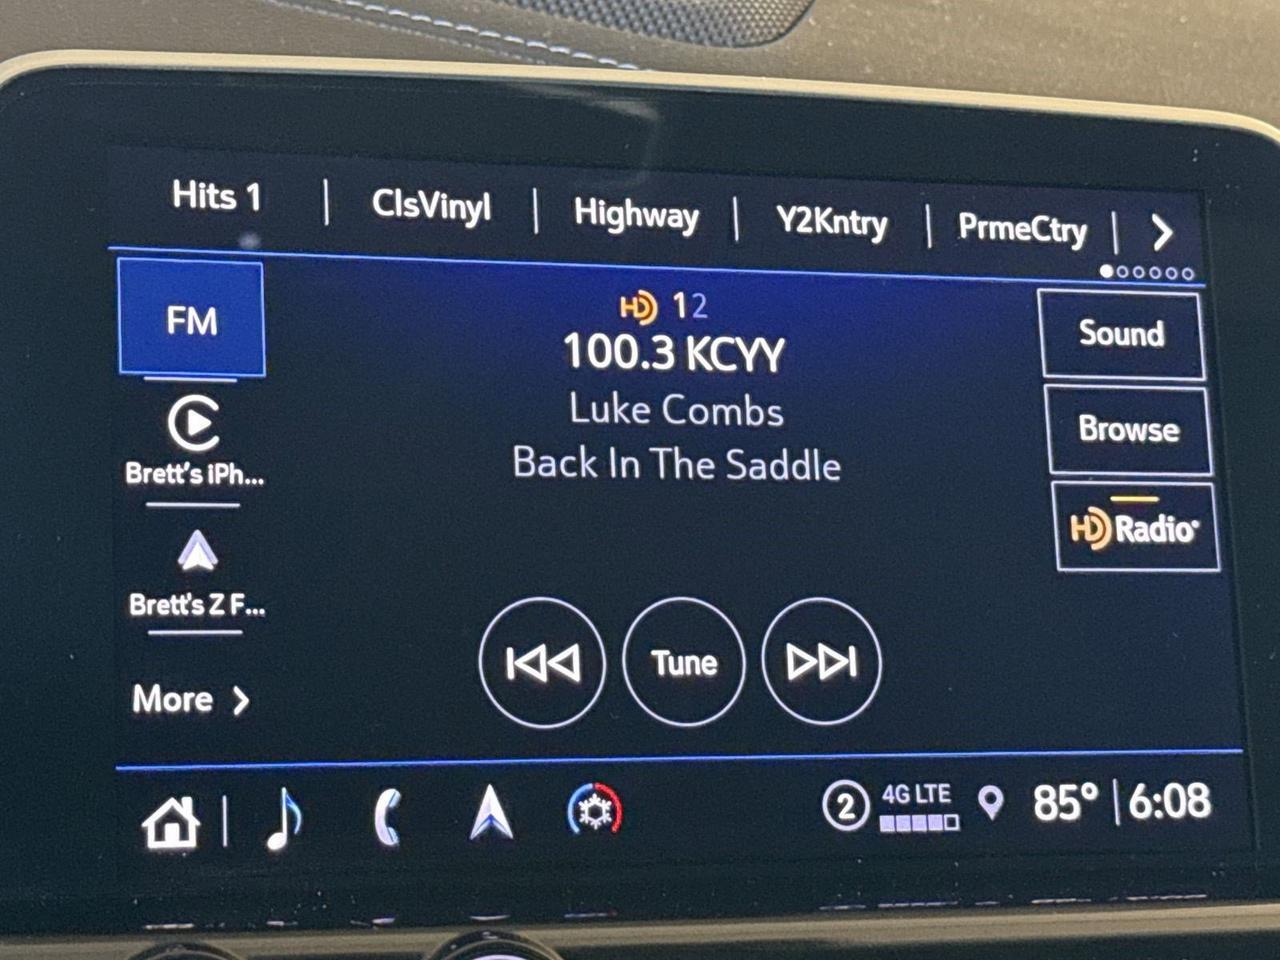 Hits 1 | ClsVinyl | Highway | Y2Kntry | PrmeCtry |
FM
HD 12
100.3 KCYY
Luke Combs
Back In The Saddle
Sound
Browse
HD Radio
Brett's iPh...
Brett's Z F...
More
Tune
2 4G LTE 85° | 6:08